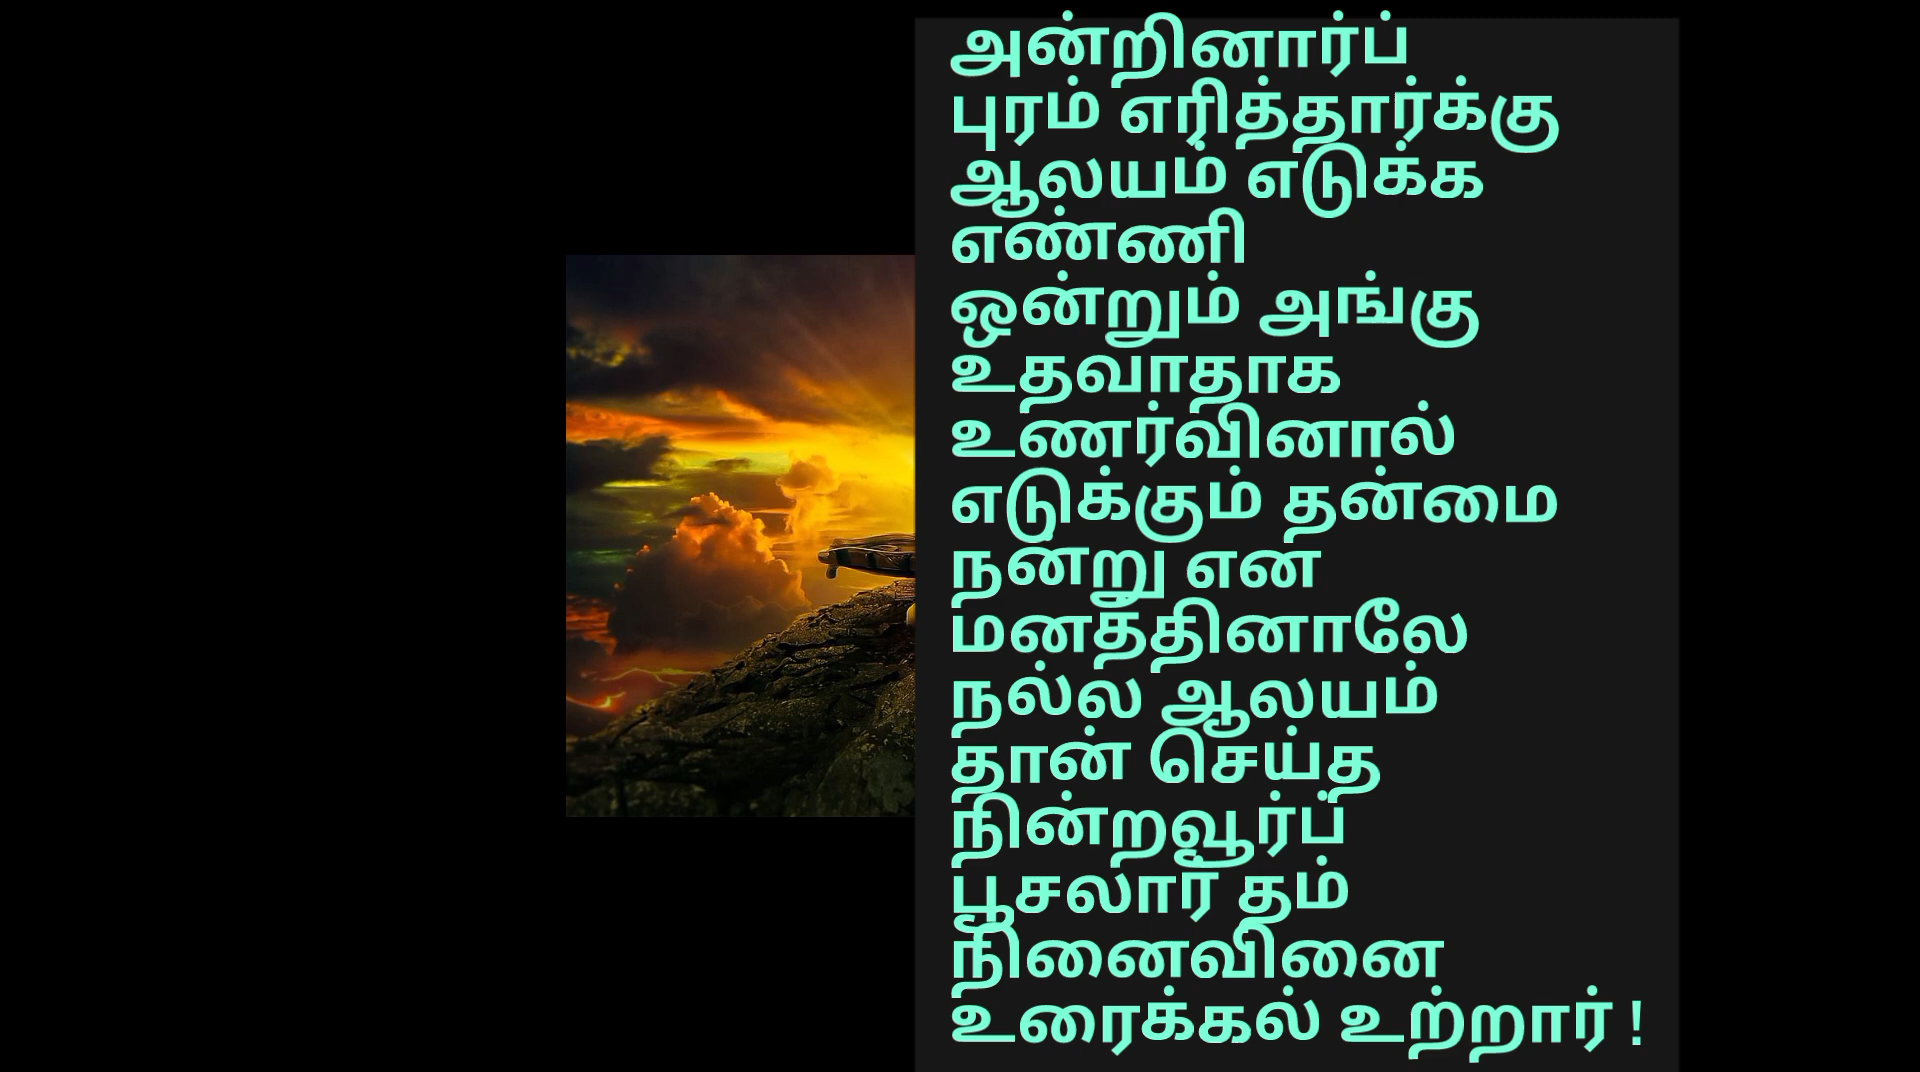 அன்றினார்ப்
புரம் எரித்தார்க்கு
ஆலயம் எடுக்க
எண்ணி
ஒன்றும் அங்கு
உதவாதாக
உணர்வினால்
எடுக்கும் தன்மை
நன்று என
மனத்தினாலே
நல்ல ஆலயம்
தான் செய்த
நின்றவூர்ப்
பூசலார் தம்
நினைவினை
உரைக்கல் உற்றார் !